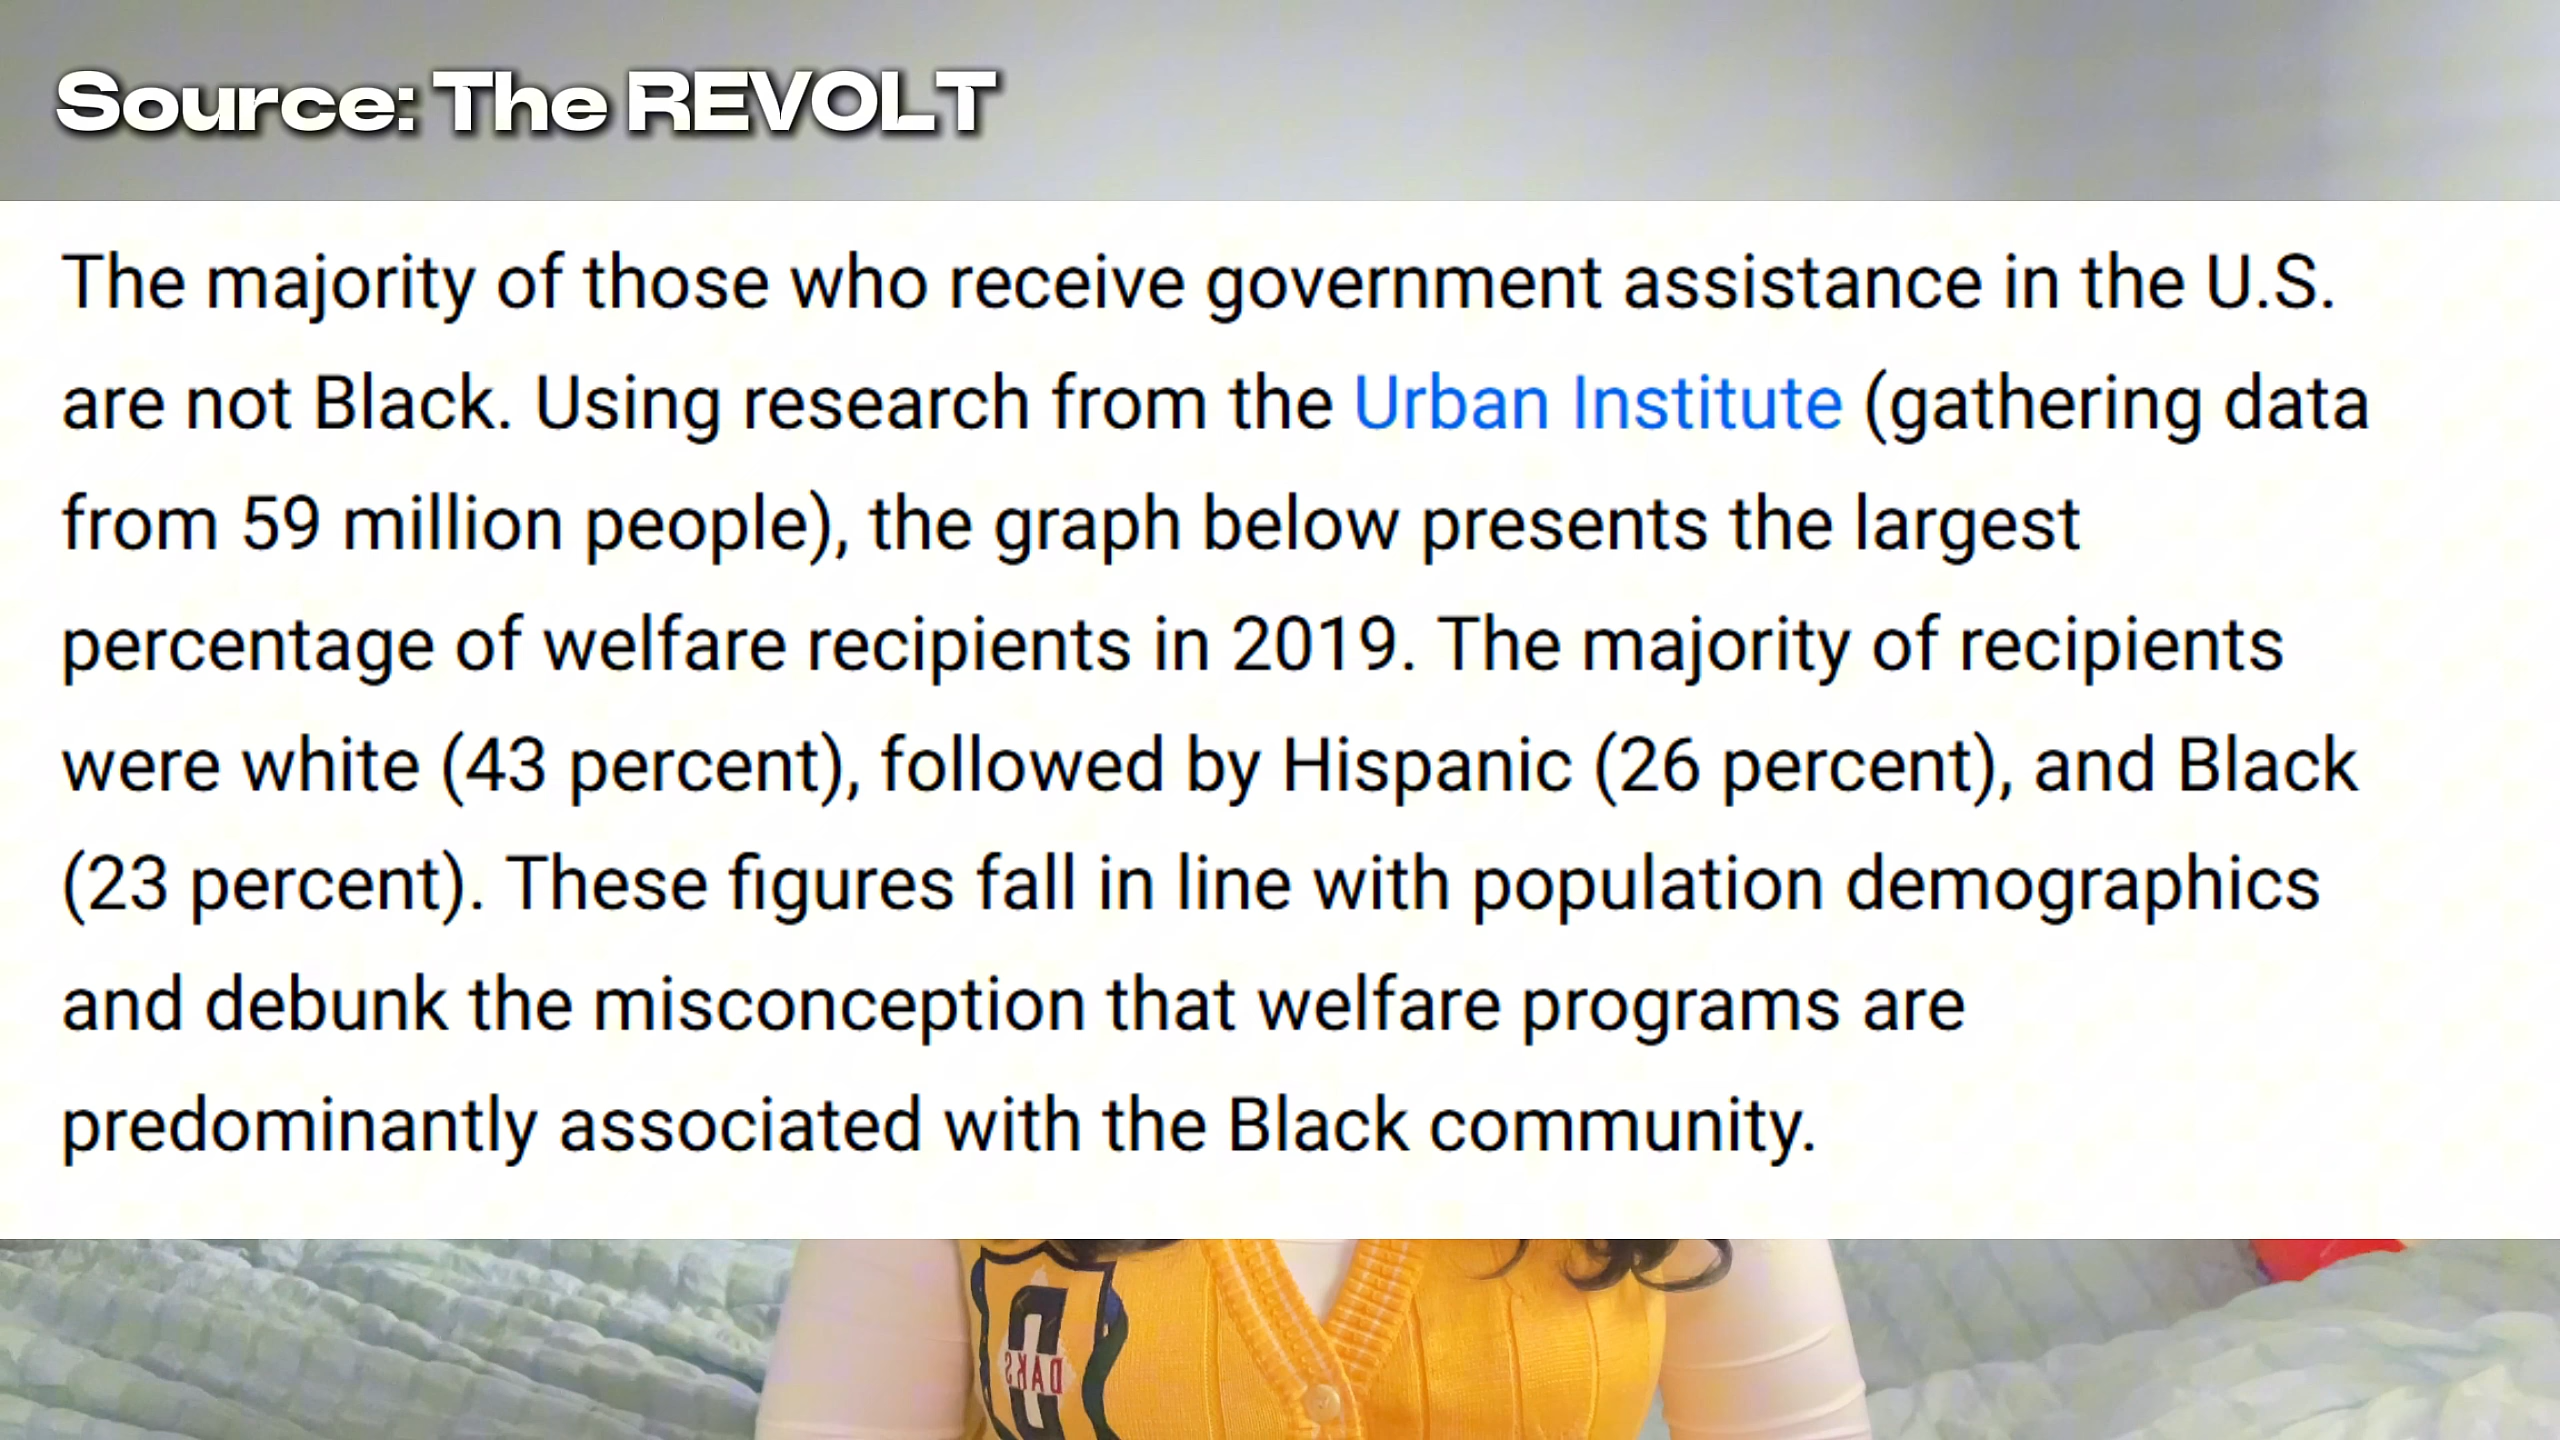 Source: The REVOLT
The majority of those who receive government assistance in the U.S.
are not Black. Using research from the Urban Institute (gathering data
from 59 million people), the graph below presents the largest
percentage of welfare recipients in 2019. The majority of recipients
were white (43 percent), followed by Hispanic (26 percent), and Black
(23 percent). These figures fall in line with population demographics
and debunk the misconception that welfare programs are
predominantly associated with the Black community.
DAKS